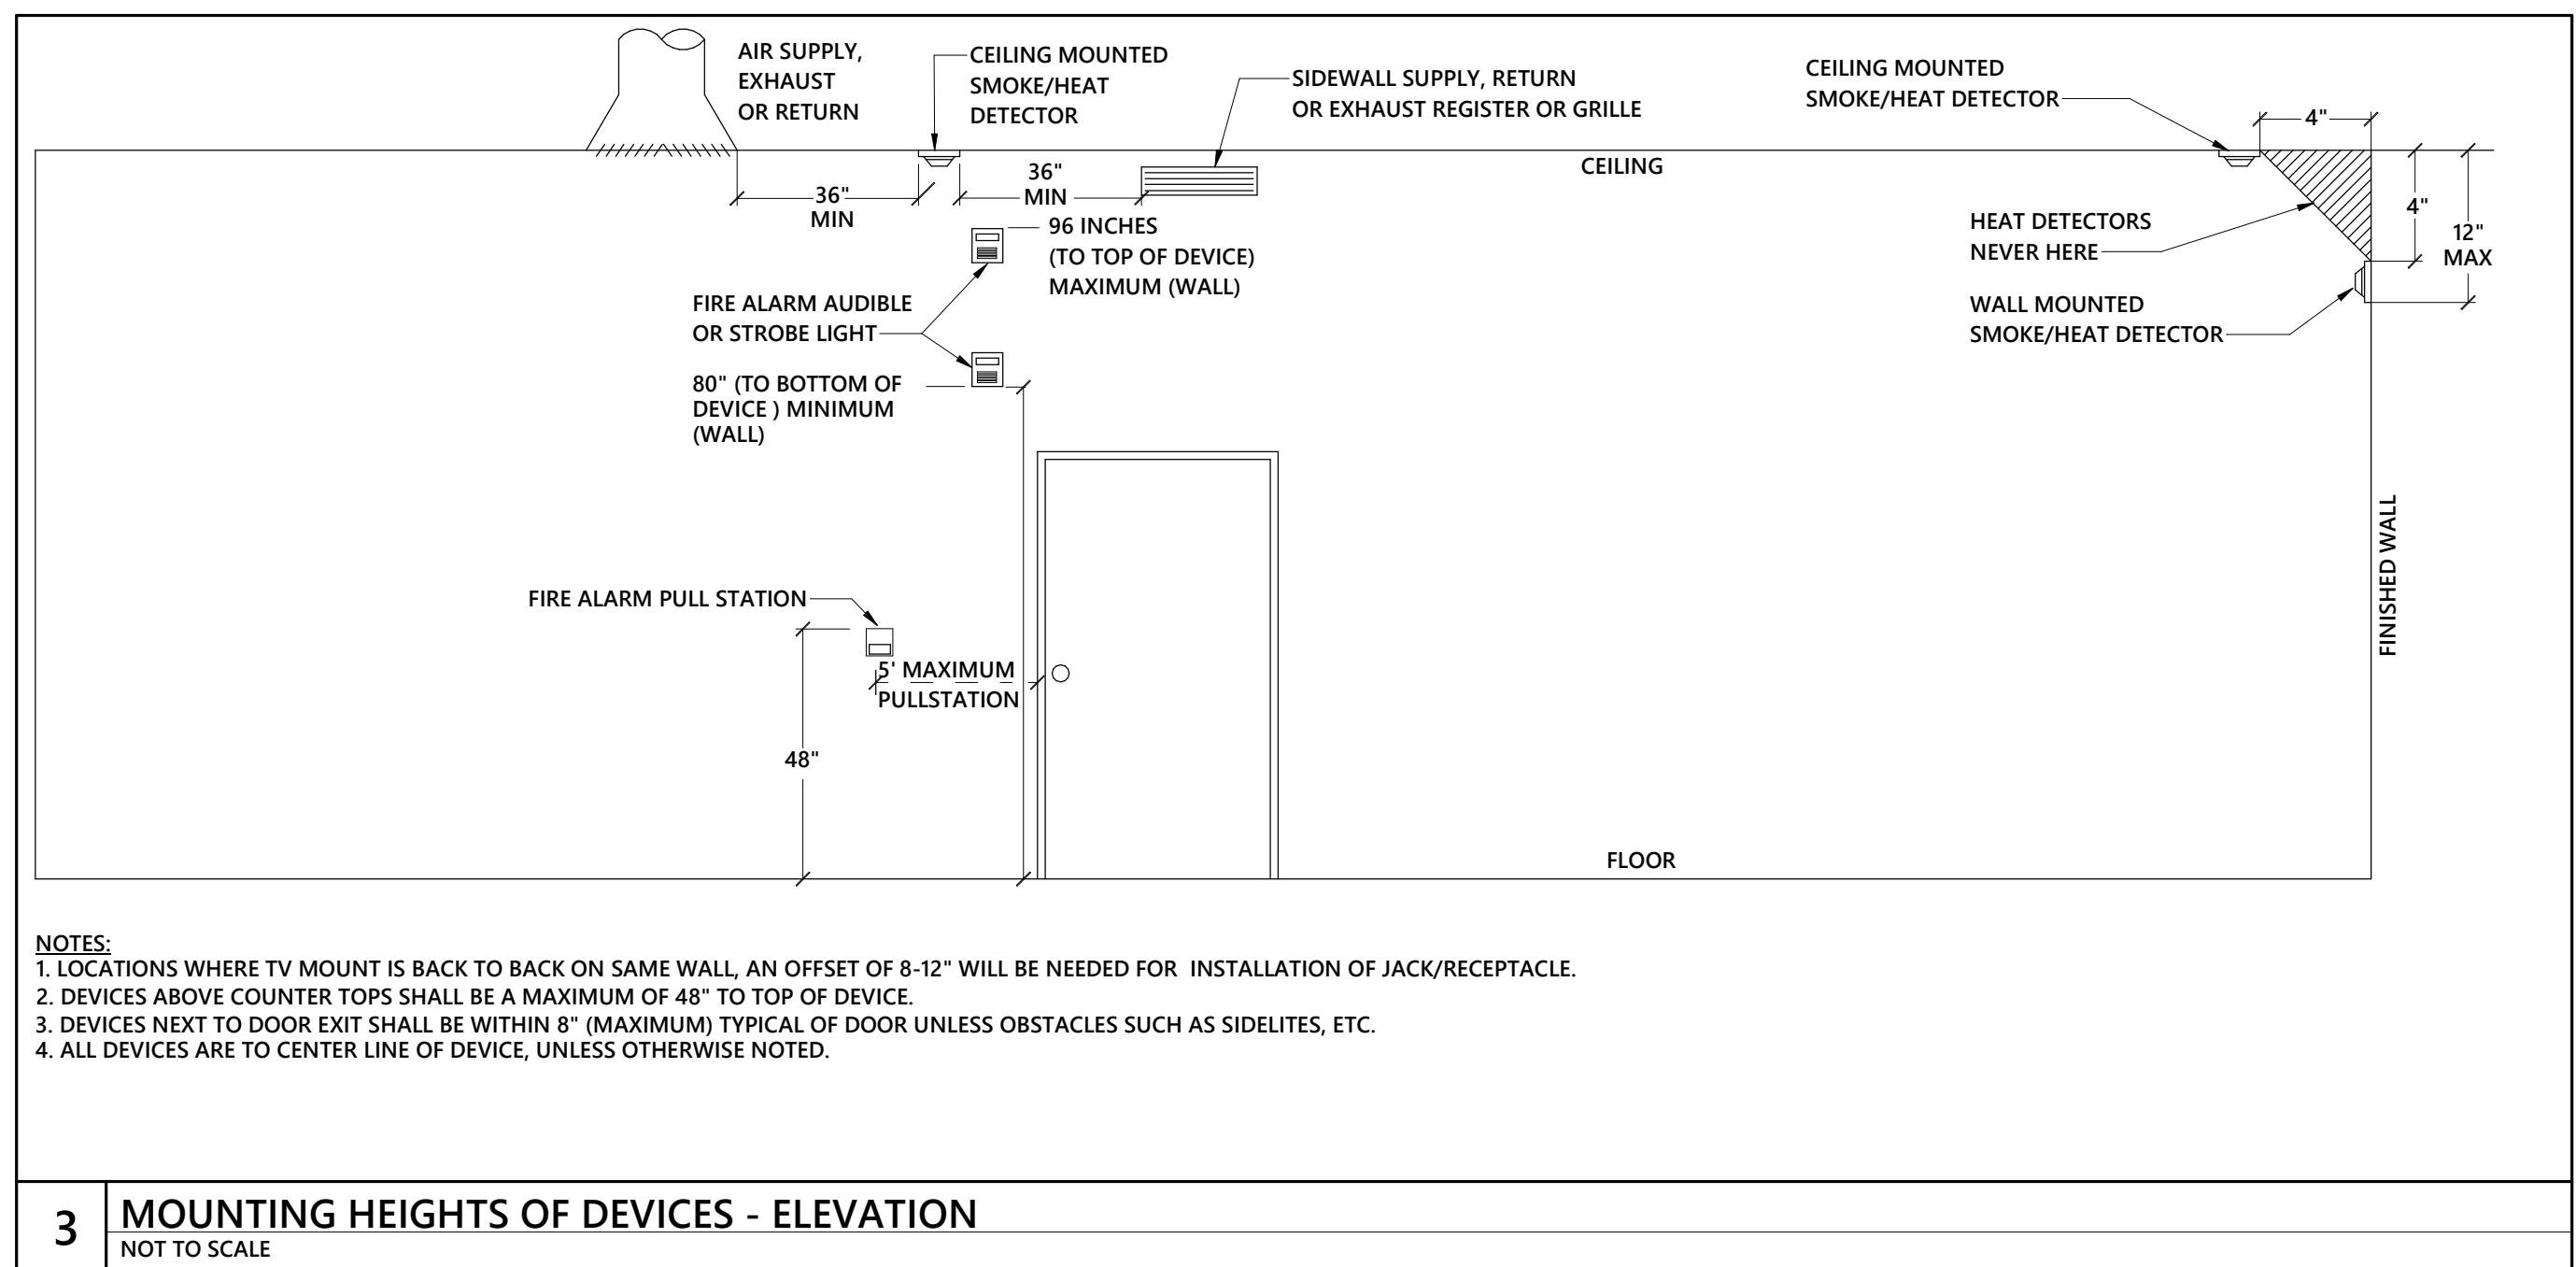 AIR SUPPLY,
EXHAUST
OR RETURN
CEILING MOUNTED
SMOKE/HEAT
DETECTOR
SIDEWALL SUPPLY, RETURN
OR EXHAUST REGISTER OR GRILLE
CEILING MOUNTED
SMOKE/HEAT DETECTOR
4"
CEILING
36"
MIN
36"
MIN
4"
12"
MAX
HEAT DETECTORS
NEVER HERE
96 INCHES
(TO TOP OF DEVICE)
MAXIMUM (WALL)
FIRE ALARM AUDIBLE
OR STROBE LIGHT
WALL MOUNTED
SMOKE/HEAT DETECTOR
80" (TO BOTTOM OF
DEVICE ) MINIMUM
(WALL)
FINISHED WALL
FIRE ALARM PULL STATION
5' MAXIMUM
PULLSTATION
48"
FLOOR
NOTES:
1. LOCATIONS WHERE TV MOUNT IS BACK TO BACK ON SAME WALL, AN OFFSET OF 8-12" WILL BE NEEDED FOR  INSTALLATION OF JACK/RECEPTACLE.
2. DEVICES ABOVE COUNTER TOPS SHALL BE A MAXIMUM OF 48" TO TOP OF DEVICE.
3. DEVICES NEXT TO DOOR EXIT SHALL BE WITHIN 8" (MAXIMUM) TYPICAL OF DOOR UNLESS OBSTACLES SUCH AS SIDELITES, ETC.
4. ALL DEVICES ARE TO CENTER LINE OF DEVICE, UNLESS OTHERWISE NOTED.
3
MOUNTING HEIGHTS OF DEVICES - ELEVATION
NOT TO SCALE